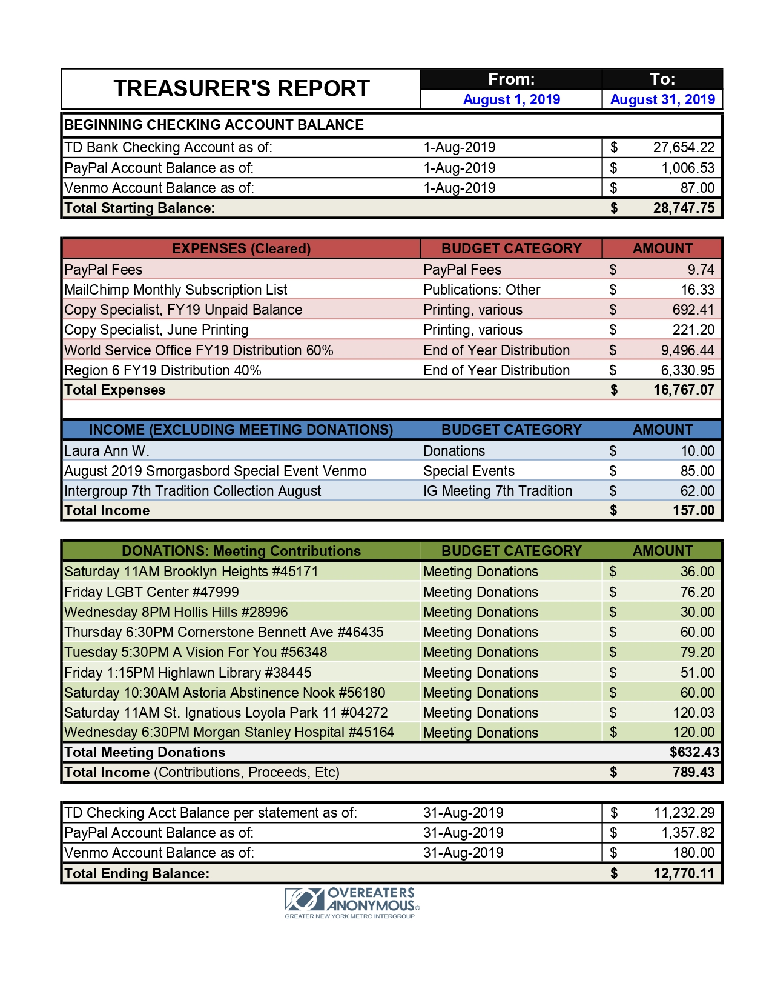 TREASURER'S REPORT From: To:
August 1, 2019 August 31, 2019
BEGINNING CHECKING ACCOUNT BALANCE
TD Bank Checking Account as of: 1-Aug-2019 $ 27,654.22
PayPal Account Balance as of: 1-Aug-2019 $ 1,006.53
Venmo Account Balance as of: 1-Aug-2019 $ 87.00
Total Starting Balance: $ 28,747.75
EXPENSES (Cleared) BUDGET CATEGORY AMOUNT
PayPal Fees PayPal Fees $ 9.74
MailChimp Monthly Subscription List Publications: Other $ 16.33
Copy Specialist, FY19 Unpaid Balance Printing, various $ 692.41
Copy Specialist, June Printing Printing, various $ 221.20
World Service Office FY19 Distribution 60% End of Year Distribution $ 9,496.44
Region 6 FY19 Distribution 40% End of Year Distribution $ 6,330.95
Total Expenses $ 16,767.07
INCOME (EXCLUDING MEETING DONATIONS) BUDGET CATEGORY AMOUNT
Laura Ann W. Donations $ 10.00
August 2019 Smorgasbord Special Event Venmo Special Events $ 85.00
Intergroup 7th Tradition Collection August IG Meeting 7th Tradition $ 62.00
Total Income $ 157.00
DONATIONS: Meeting Contributions BUDGET CATEGORY AMOUNT
Saturday 11AM Brooklyn Heights #45171 Meeting Donations $ 36.00
Friday LGBT Center #47999 Meeting Donations $ 76.20
Wednesday 8PM Hollis Hills #28996 Meeting Donations $ 30.00
Thursday 6:30PM Cornerstone Bennett Ave #46435 Meeting Donations $ 60.00
Tuesday 5:30PM A Vision For You #56348 Meeting Donations $ 79.20
Friday 1:15PM Highlawn Library #38445 Meeting Donations $ 51.00
Saturday 10:30AM Astoria Abstinence Nook #56180 Meeting Donations $ 60.00
Saturday 11AM St. Ignatious Loyola Park 11 #04272 Meeting Donations $ 120.03
Wednesday 6:30PM Morgan Stanley Hospital #45164 Meeting Donations $ 120.00
Total Meeting Donations $632.43
Total Income (Contributions, Proceeds, Etc) $ 789.43
TD Checking Acct Balance per statement as of: 31-Aug-2019 $ 11,232.29
PayPal Account Balance as of: 31-Aug-2019 $ 1,357.82
Venmo Account Balance as of: 31-Aug-2019 $ 180.00
Total Ending Balance: $ 12,770.11
OVEREATERS
ANONYMOUS®
GREATER NEW YORK METRO INTERGROUP